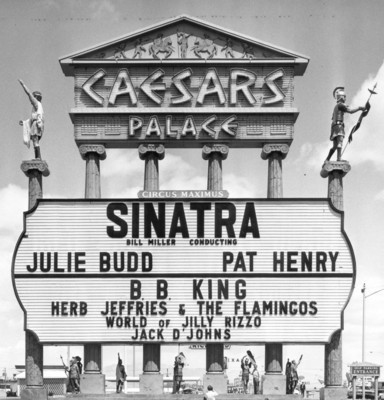 CAESARS
PALACE
CIRCUS MAXIMUS
SINATRA
BILL MILLER CONDUCTING
JULIE BUDD PAT HENRY
B. B. KING
HERB JEFFRIES & THE FLAMINGOS
WORLD OF JILLY RIZZO
JACK D'JOHNS